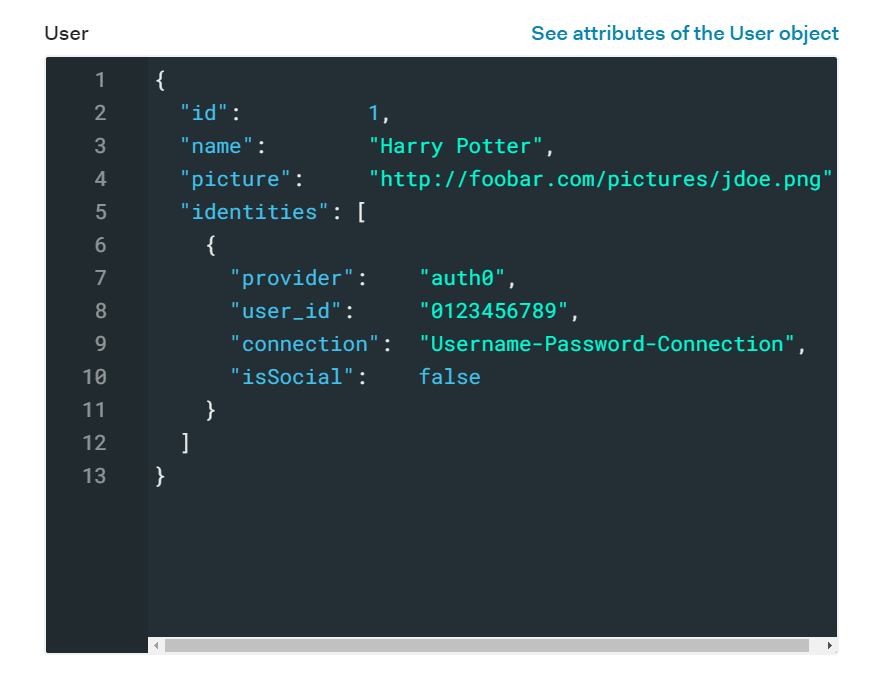 User
See attributes of the User object
1 {
2 "id": 1,
3 "name": "Harry Potter",
4 "picture": "http://foobar.com/pictures/jdoe.png"
5 "identities": [
6 {
7 "provider": "auth0",
8 "user_id": "0123456789",
9 "connection": "Username-Password-Connection",
10 "isSocial": false
11 }
12 ]
13 }